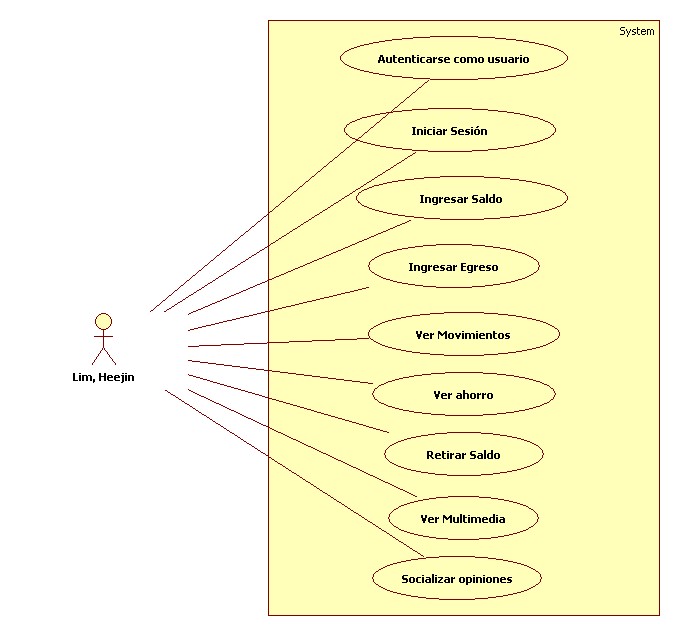 System
Autenticarse como usuario
Iniciar Sesión
Ingresar Saldo
Ingresar Egreso
Ver Movimientos
Ver ahorro
Retirar Saldo
Ver Multimedia
Socializar opiniones
Lim, Heejin